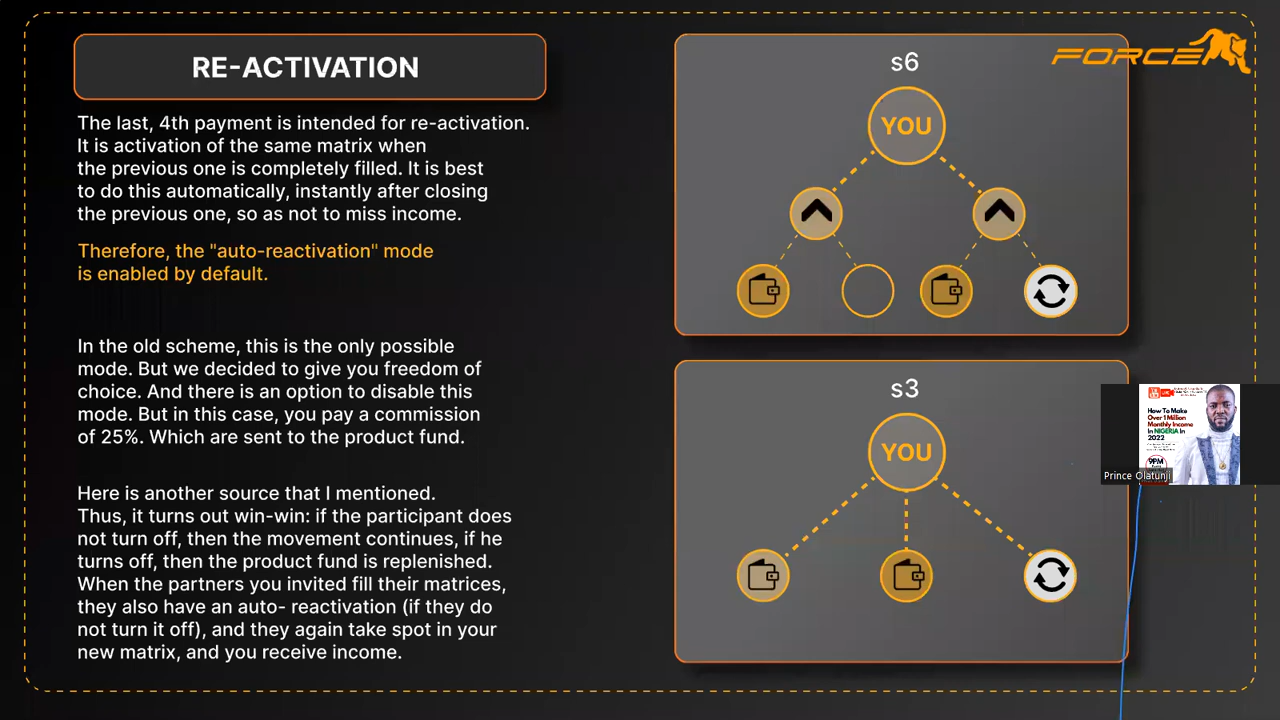 RE-ACTIVATION
The last, 4th payment is intended for re-activation.
It is activation of the same matrix when
the previous one is completely filled. It is best
to do this automatically, instantly after closing
the previous one, so as not to miss income.
Therefore, the "auto-reactivation" mode
is enabled by default.
In the old scheme, this is the only possible
mode. But we decided to give you freedom of
choice. And there is an option to disable this
mode. But in this case, you pay a commission
of 25%. Which are sent to the product fund.
Here is another source that I mentioned.
Thus, it turns out win-win: if the participant does
not turn off, then the movement continues, if he
turns off, then the product fund is replenished.
When the partners you invited fill their matrices,
they also have an auto- reactivation (if they do
not turn it off), and they again take spot in your
new matrix, and you receive income.
s6
FORCE
YOU
s3
YOU
How To Make
Over 1 Million
Monthly Income
In NIGERIA In
2022
9PM
Prince Olatunji